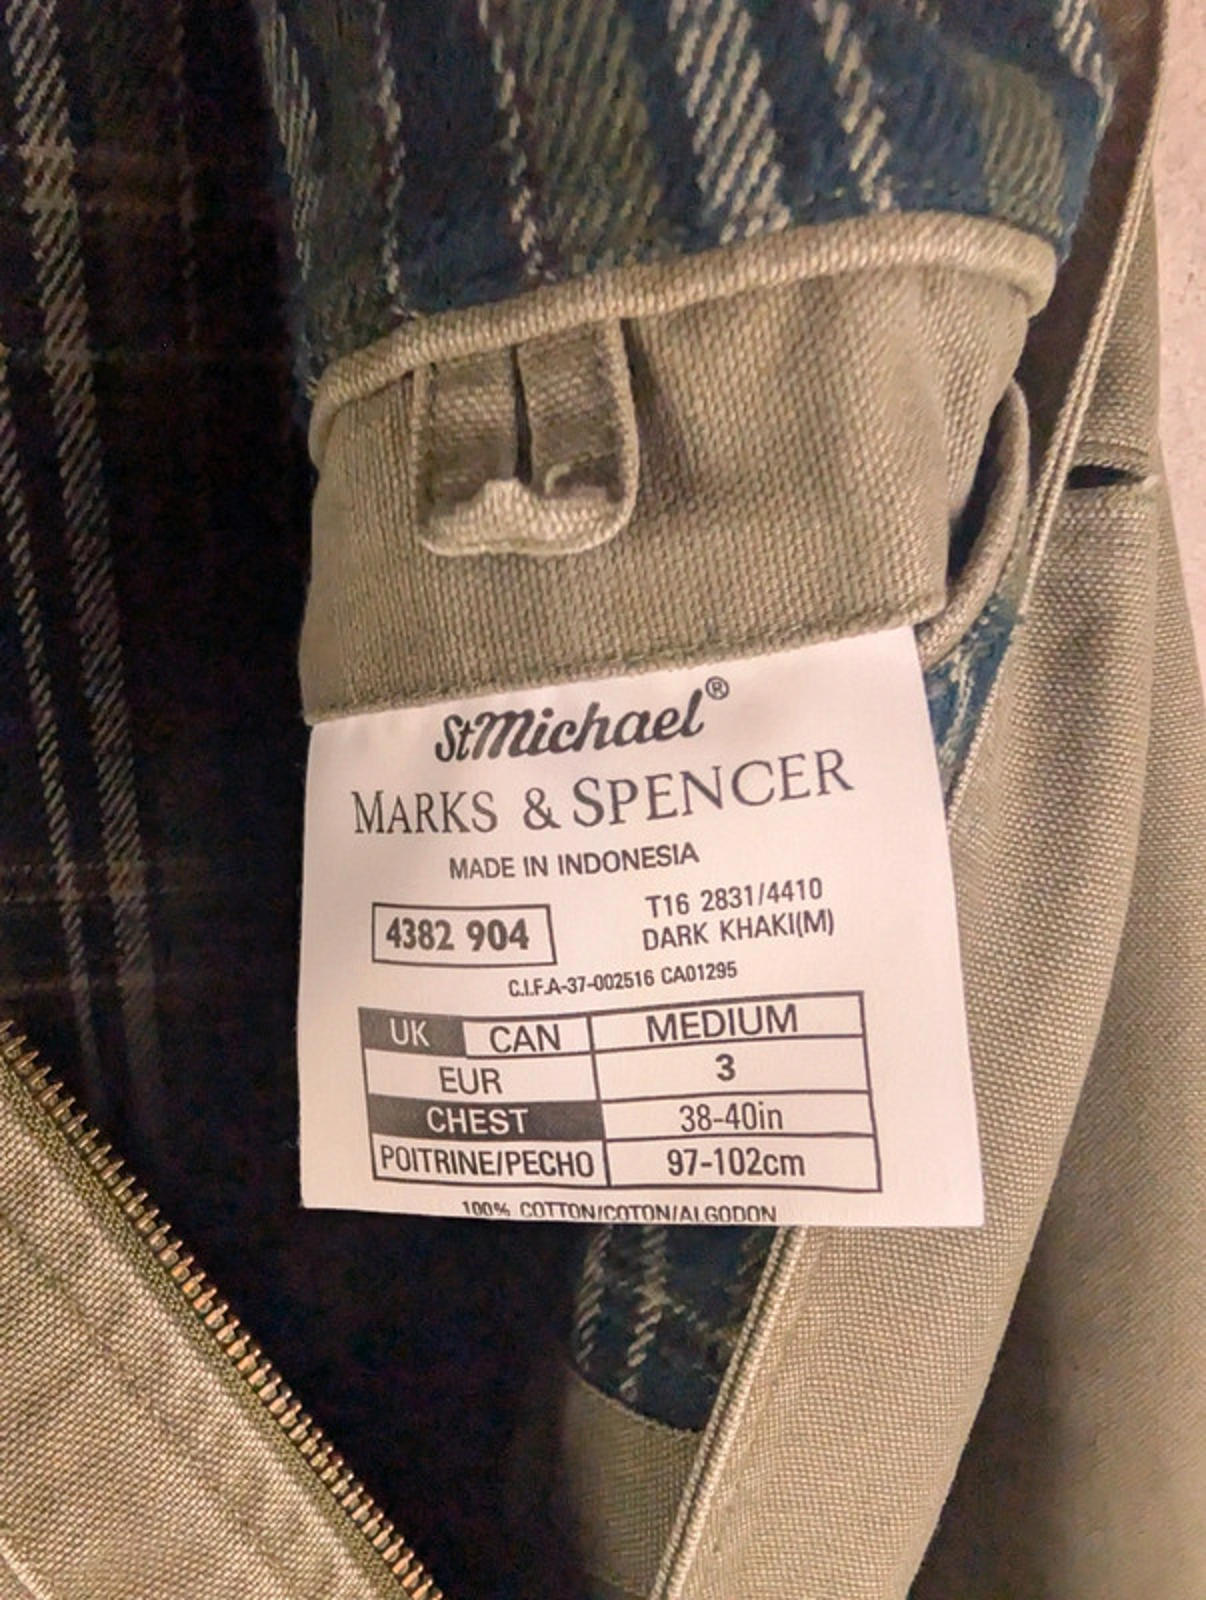 StMichael®
MARKS & SPENCER
MADE IN INDONESIA
4382 904
T16 2831/4410
DARK KHAKI(M)
C.I.F.A-37-002516 CA01295
UK CAN MEDIUM
EUR 3
CHEST 38-40in
POITRINE/PECHO 97-102cm
100% COTTON/COTON/ALGODON